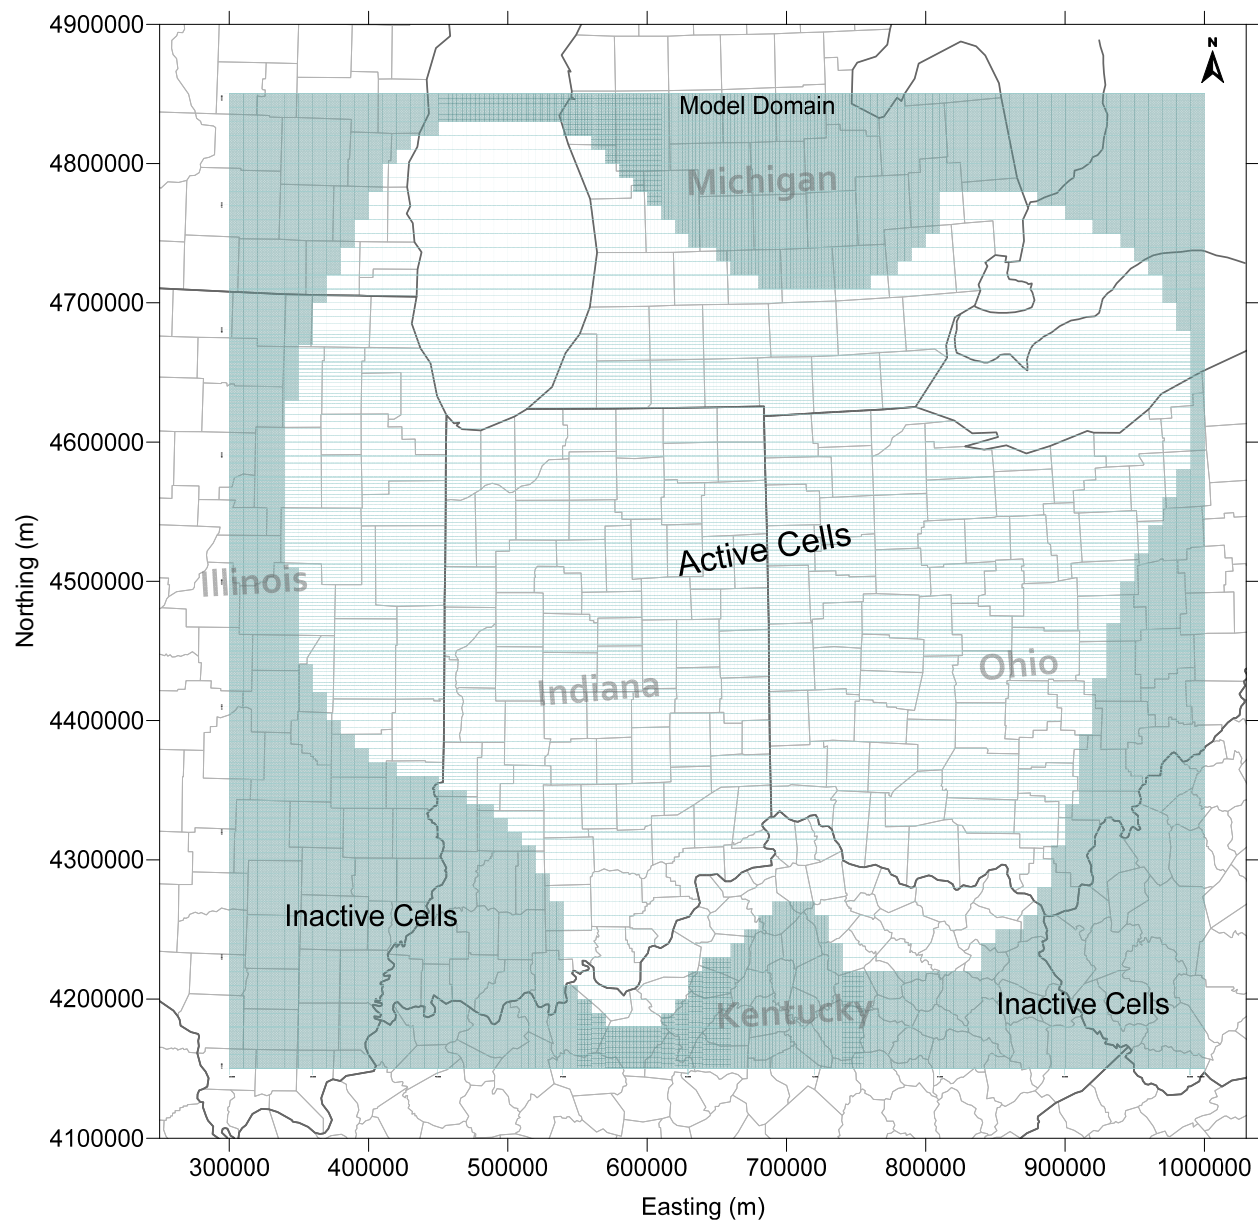 4900000
N
Model Domain
4800000
Michigan
4700000
4600000
Active Cells
Northing (m)
4500000
Illinois
Ohio
Indiana
4400000
4300000
Inactive Cells
4200000
Kentucky
Inactive Cells
4100000
300000 400000 500000 600000 700000 800000 900000 1000000
Easting (m)